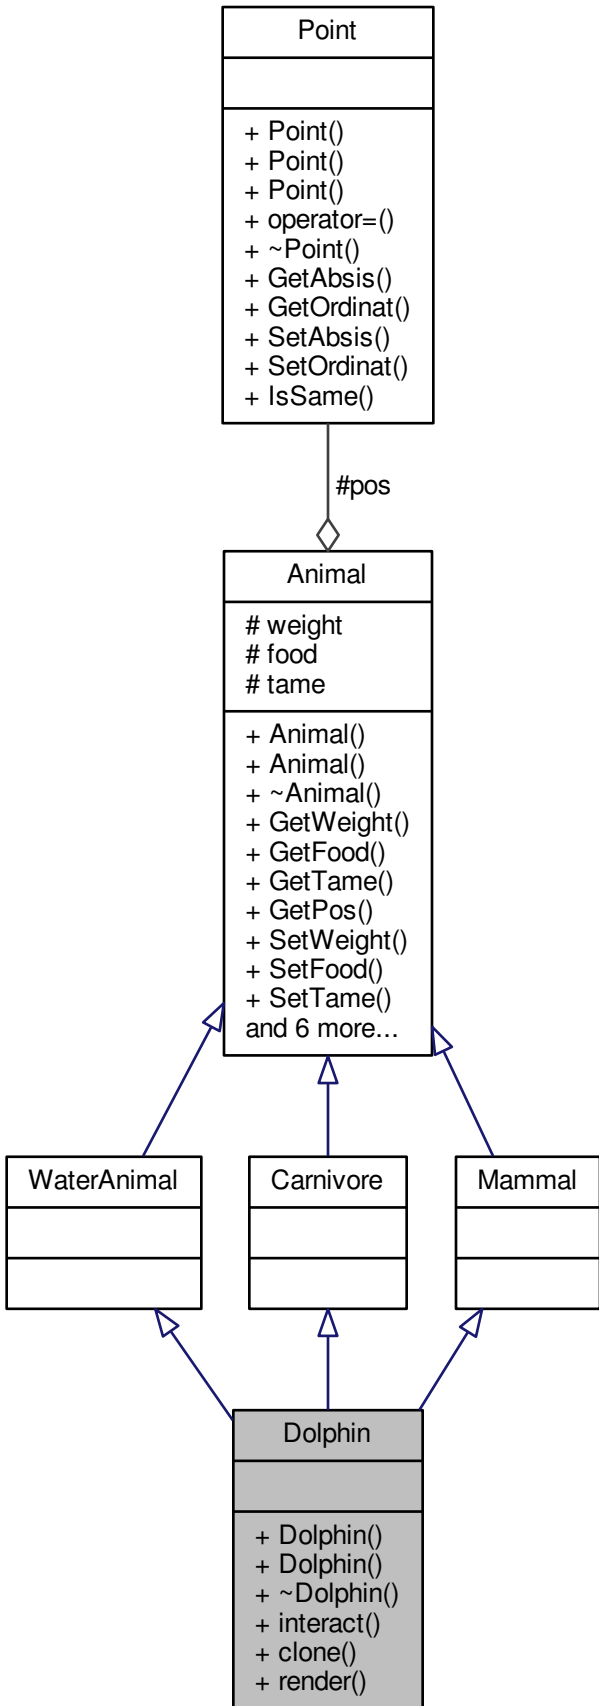 Point
+ Point()
+ Point()
+ Point()
+ operator=()
+ ~Point()
+ GetAbsis()
+ GetOrdinat()
+ SetAbsis()
+ SetOrdinat()
+ IsSame()
#pos
Animal
# weight
# food
# tame
+ Animal()
+ Animal()
+ ~Animal()
+ GetWeight()
+ GetFood()
+ GetTame()
+ GetPos()
+ SetWeight()
+ SetFood()
+ SetTame()
and 6 more...
WaterAnimal
Carnivore
Mammal
Dolphin
+ Dolphin()
+ Dolphin()
+ ~Dolphin()
+ interact()
+ clone()
+ render()